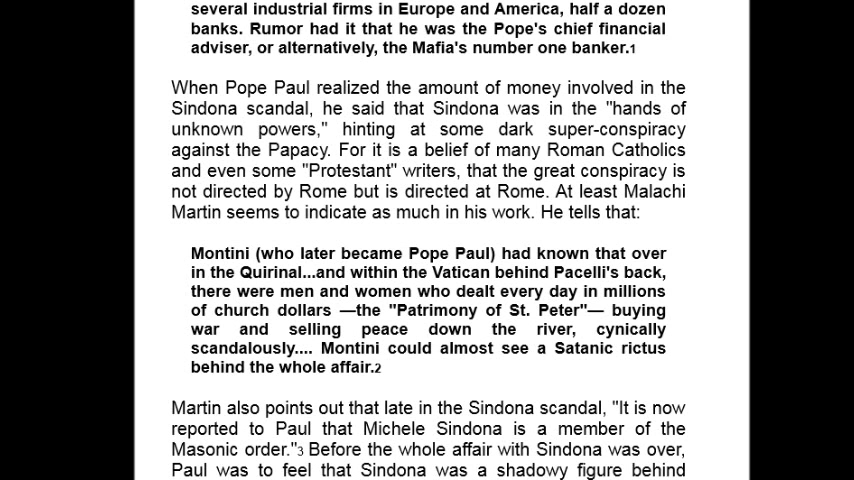 several industrial firms in Europe and America, half a dozen
banks. Rumor had it that he was the Pope's chief financial
adviser, or alternatively, the Mafia's number one banker.1
When Pope Paul realized the amount of money involved in the
Sindona scandal, he said that Sindona was in the "hands of
unknown powers," hinting at some dark super-conspiracy
against the Papacy. For it is a belief of many Roman Catholics
and even some "Protestant" writers, that the great conspiracy is
not directed by Rome but is directed at Rome. At least Malachi
Martin seems to indicate as much in his work. He tells that:
Montini (who later became Pope Paul) had known that over
in the Quirinal...and within the Vatican behind Pacelli's back,
there were men and women who dealt every day in millions
of church dollars —the "Patrimony of St. Peter"— buying
war and selling peace down the river, cynically
scandalously.... Montini could almost see a Satanic rictus
behind the whole affair.2
Martin also points out that late in the Sindona scandal, "It is now
reported to Paul that Michele Sindona is a member of the
Masonic order."3 Before the whole affair with Sindona was over,
Paul was to feel that Sindona was a shadowy figure behind